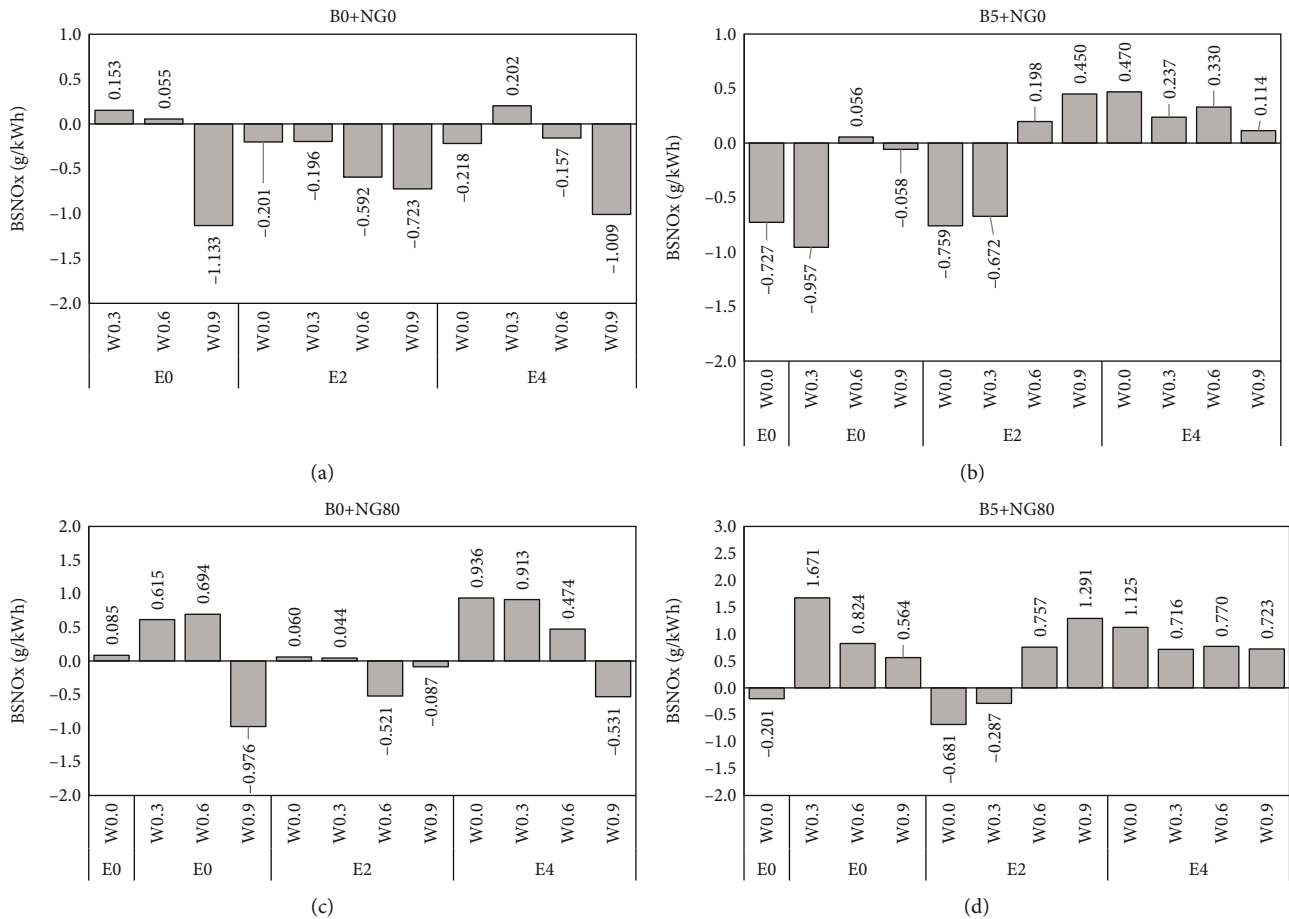 B0+NG0
BSNOx (g/kWh)
1.0
0.5
0.0
−0.5
−1.0
−1.5
−2.0
0.153
0.055
−1.133
−0.201
−0.196
−0.592
−0.723
−0.218
0.202
−0.157
−1.009
W0.3
W0.6
W0.9
W0.0
W0.3
W0.6
W0.9
W0.0
W0.3
W0.6
W0.9
E0
E2
E4
(a)
B5+NG0
BSNOx (g/kWh)
1.0
0.5
0.0
−0.5
−1.0
−1.5
−2.0
−0.727
−0.957
0.056
−0.058
−0.759
−0.672
0.198
0.450
0.470
0.237
0.330
0.114
W0.0
W0.3
W0.6
W0.9
W0.0
W0.3
W0.6
W0.9
W0.0
W0.3
W0.6
W0.9
E0
E0
E2
E4
(b)
B0+NG80
BSNOx (g/kWh)
2.0
1.5
1.0
0.5
0.0
−0.5
−1.0
−1.5
−2.0
0.085
0.615
0.694
−0.976
0.060
0.044
−0.521
−0.087
0.936
0.913
0.474
−0.531
W0.0
W0.3
W0.6
W0.9
W0.0
W0.3
W0.6
W0.9
W0.0
W0.3
W0.6
W0.9
E0
E0
E2
E4
(c)
B5+NG80
BSNOx (g/kWh)
3.0
2.5
2.0
1.5
1.0
0.5
0.0
−0.5
−1.0
−1.5
−2.0
−0.201
1.671
0.824
0.564
−0.681
−0.287
0.757
1.291
1.125
0.716
0.770
0.723
W0.0
W0.3
W0.6
W0.9
W0.0
W0.3
W0.6
W0.9
W0.0
W0.3
W0.6
W0.9
E0
E0
E2
E4
(d)